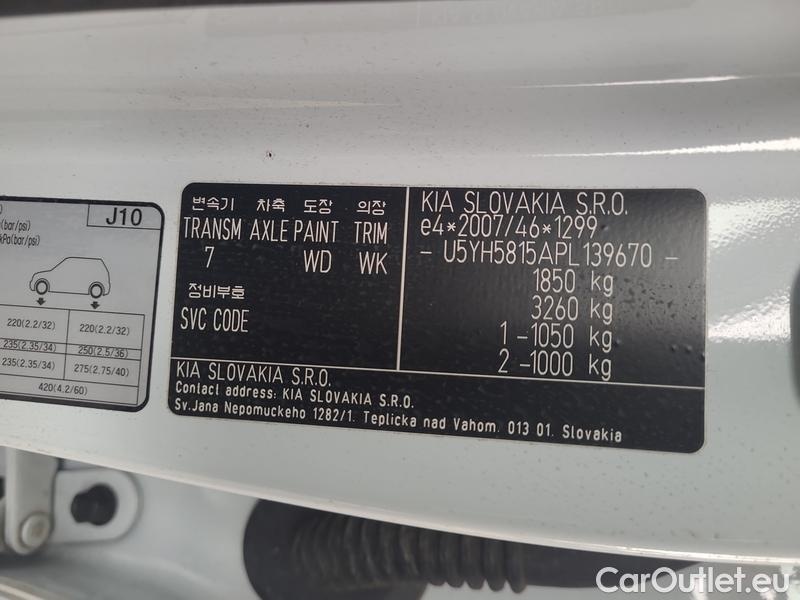 J10
(bar/psi)
kPa(bar/psi)
220(2.2/32) 220(2.2/32)
235(2.35/34) 250(2.5/36)
235(2.35/34) 275(2.75/40)
420(4.2/60)
변속기 차축 도장 의장
TRANSM AXLE PAINT TRIM
7 WD WK
정비부호
SVC CODE
KIA SLOVAKIA S.R.O.
e4*2007/46*1299
- U5YH5815APL139670 -
1850 kg
3260 kg
1 -1050 kg
2 -1000 kg
KIA SLOVAKIA S.R.O.
Contact address: KIA SLOVAKIA S.R.O.
Sv.Jana Nepomuckeho 1282/1. Teplicka nad Vahom. 013 01. Slovakia
CarOutlet.eu